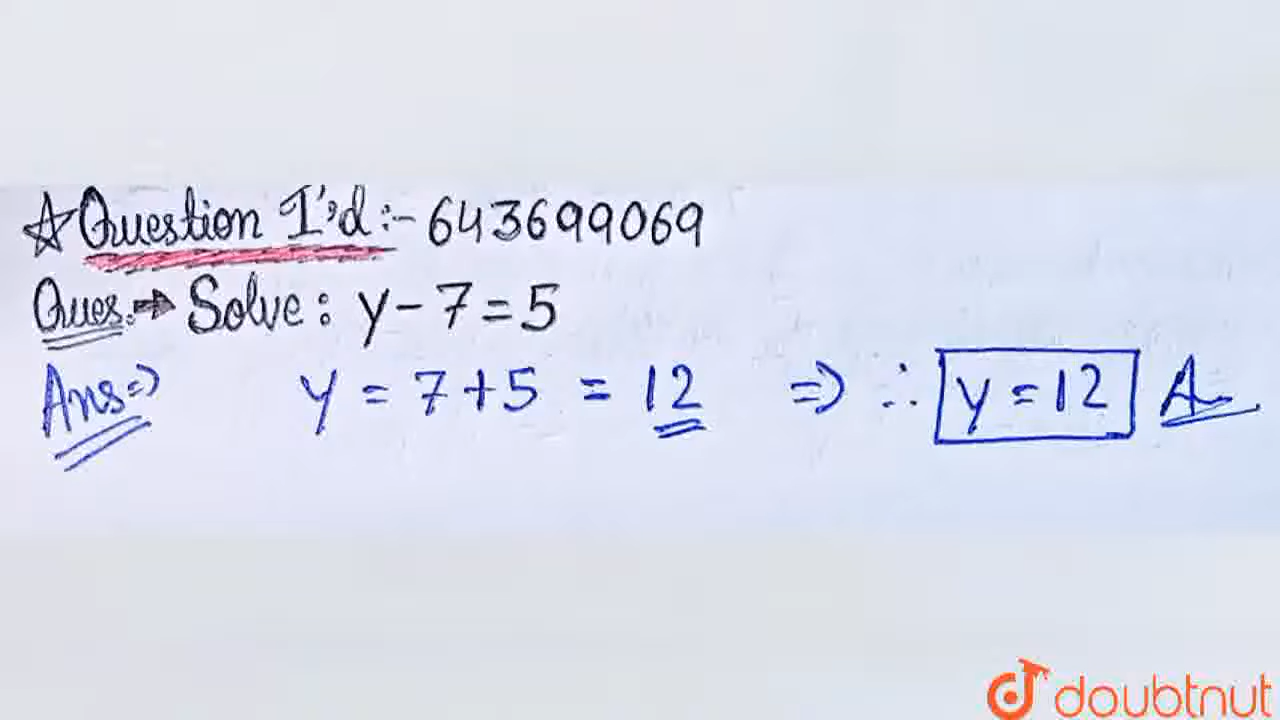 ☆ Question I'd :- 643699069
Ques. → Solve : y - 7 = 5
Ans ⇒ y = 7 + 5 = 12 ⇒ ∴ y = 12 A
doubtnut